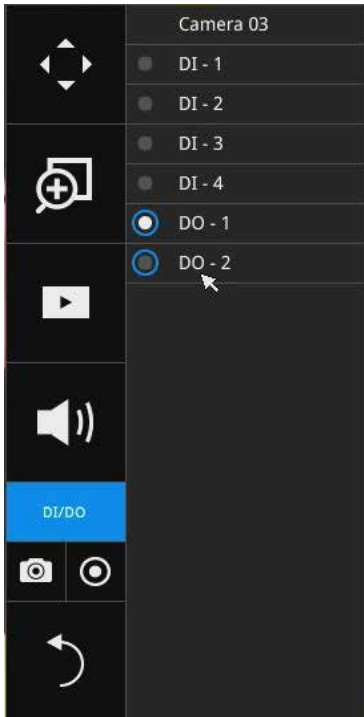 Camera 03
DI - 1
DI - 2
DI - 3
DI - 4
DO - 1
DO - 2
DI/DO